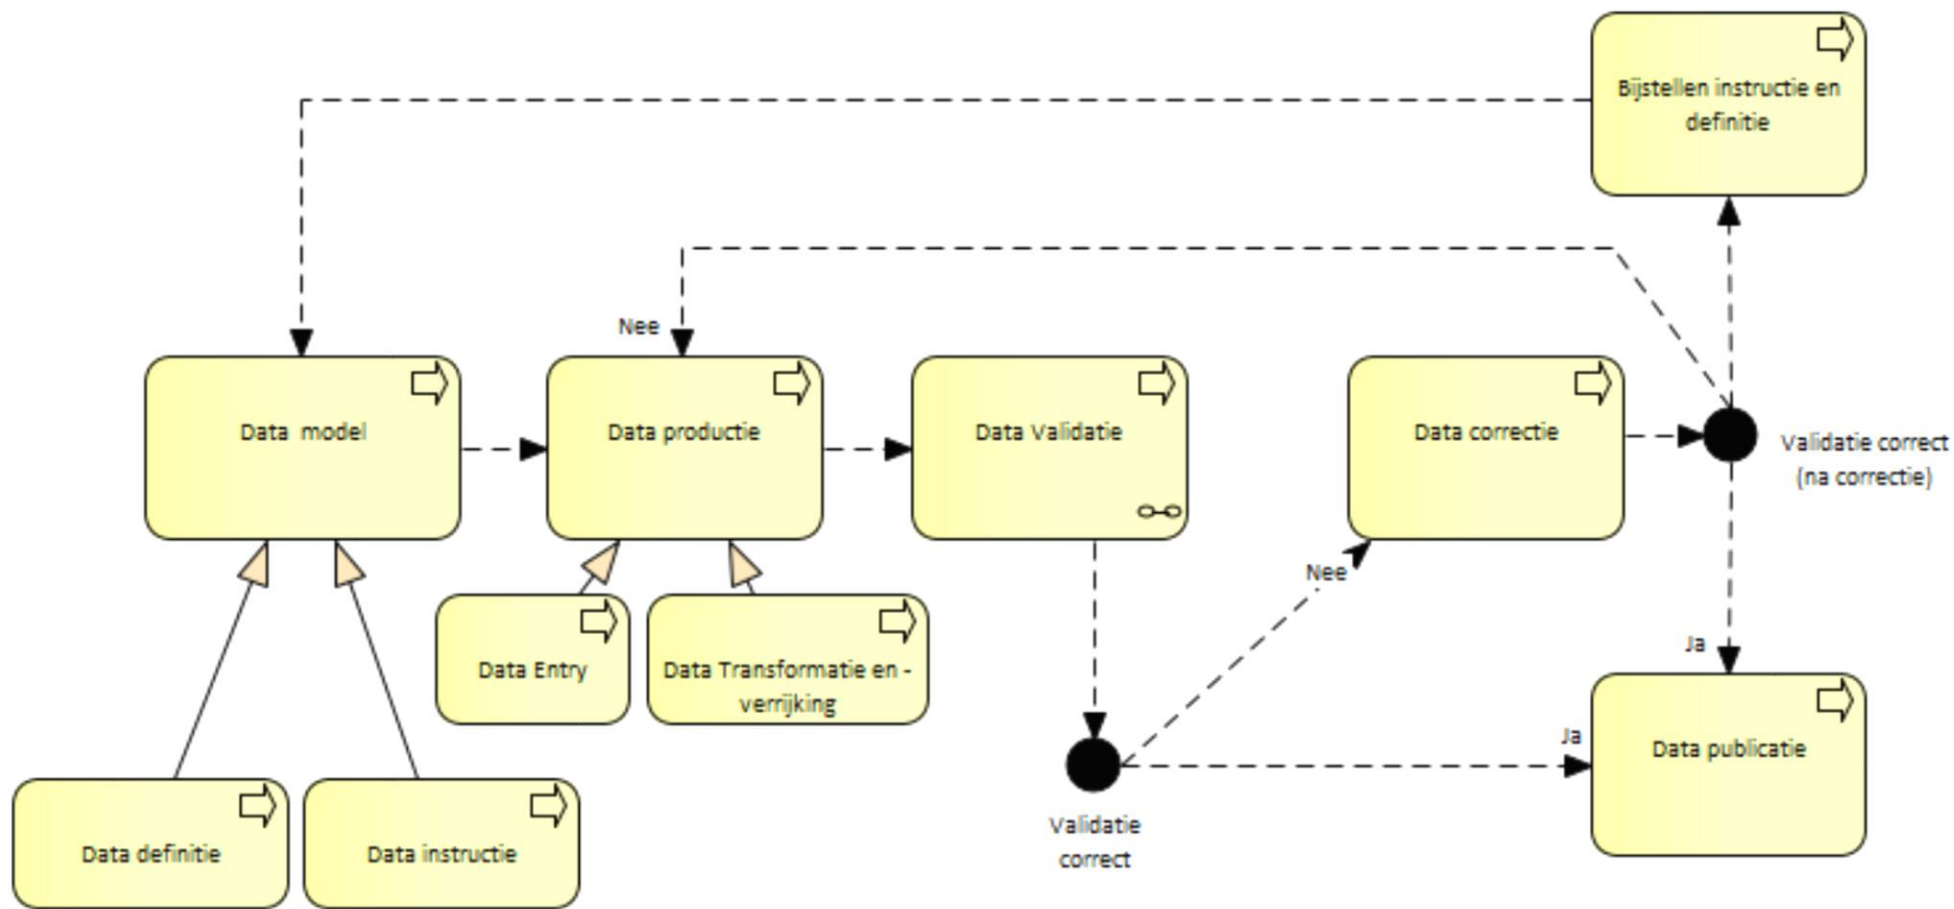 Bijstellen instructie en
definitie
Nee
Data  model
Data productie
Data Validatie
Data correctie
Validatie correct
(na correctie)
Nee
Data Entry
Data Transformatie en -
verrijking
Ja
Ja
Data publicatie
Validatie
correct
Data definitie
Data instructie